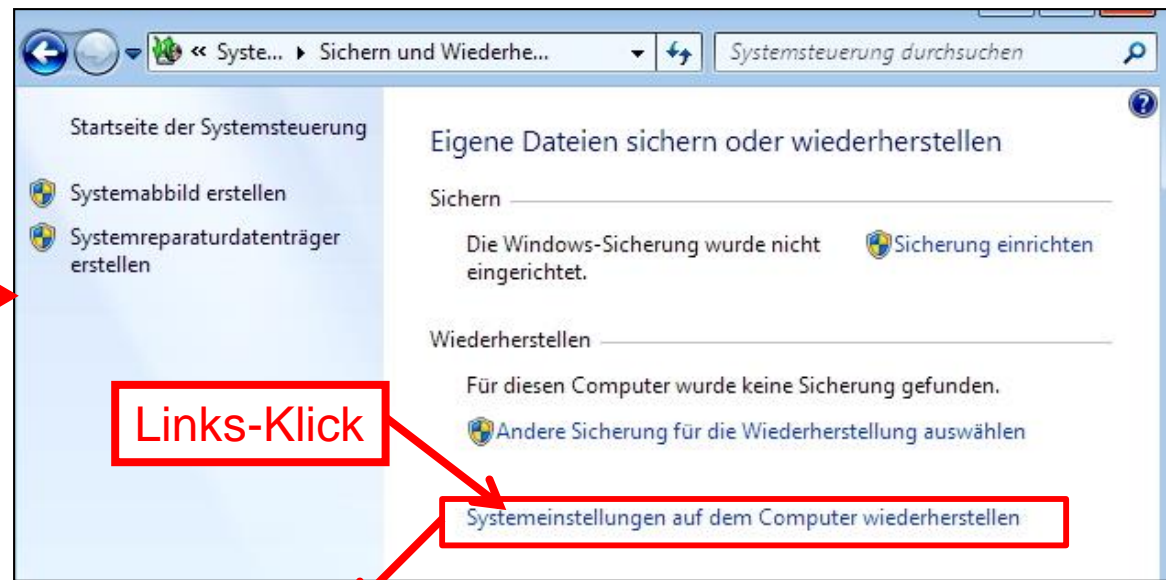 « Syste... ▸ Sichern und Wiederhe...
Systemsteuerung durchsuchen
Startseite der Systemsteuerung
Systemabbild erstellen
Systemreparaturdatenträger
erstellen
Eigene Dateien sichern oder wiederherstellen
Sichern
Die Windows-Sicherung wurde nicht
eingerichtet.
Sicherung einrichten
Wiederherstellen
Für diesen Computer wurde keine Sicherung gefunden.
Andere Sicherung für die Wiederherstellung auswählen
Links-Klick
Systemeinstellungen auf dem Computer wiederherstellen